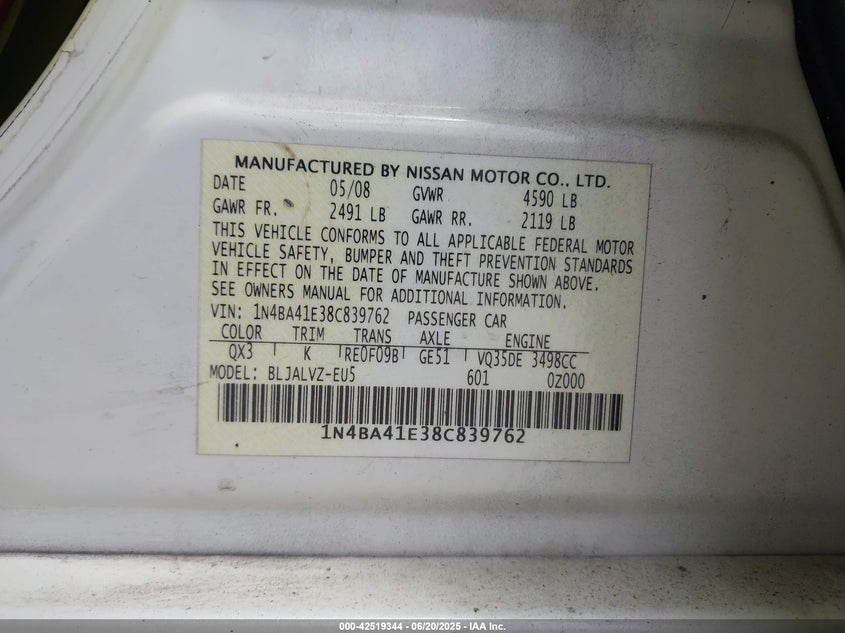 MANUFACTURED BY NISSAN MOTOR CO., LTD.
DATE 05/08 GVWR 4590 LB
GAWR FR. 2491 LB GAWR RR. 2119 LB
THIS VEHICLE CONFORMS TO ALL APPLICABLE FEDERAL MOTOR
VEHICLE SAFETY, BUMPER AND THEFT PREVENTION STANDARDS
IN EFFECT ON THE DATE OF MANUFACTURE SHOWN ABOVE.
SEE OWNERS MANUAL FOR ADDITIONAL INFORMATION.
VIN: 1N4BA41E38C839762 PASSENGER CAR
COLOR TRIM TRANS AXLE ENGINE
QX3 K RE0F09B GE51 VQ35DE 3498CC
MODEL: BLJALVZ-EU5 601 0Z000
1N4BA41E38C839762
000-42519344 | 06/20/2025 - IAA Inc.